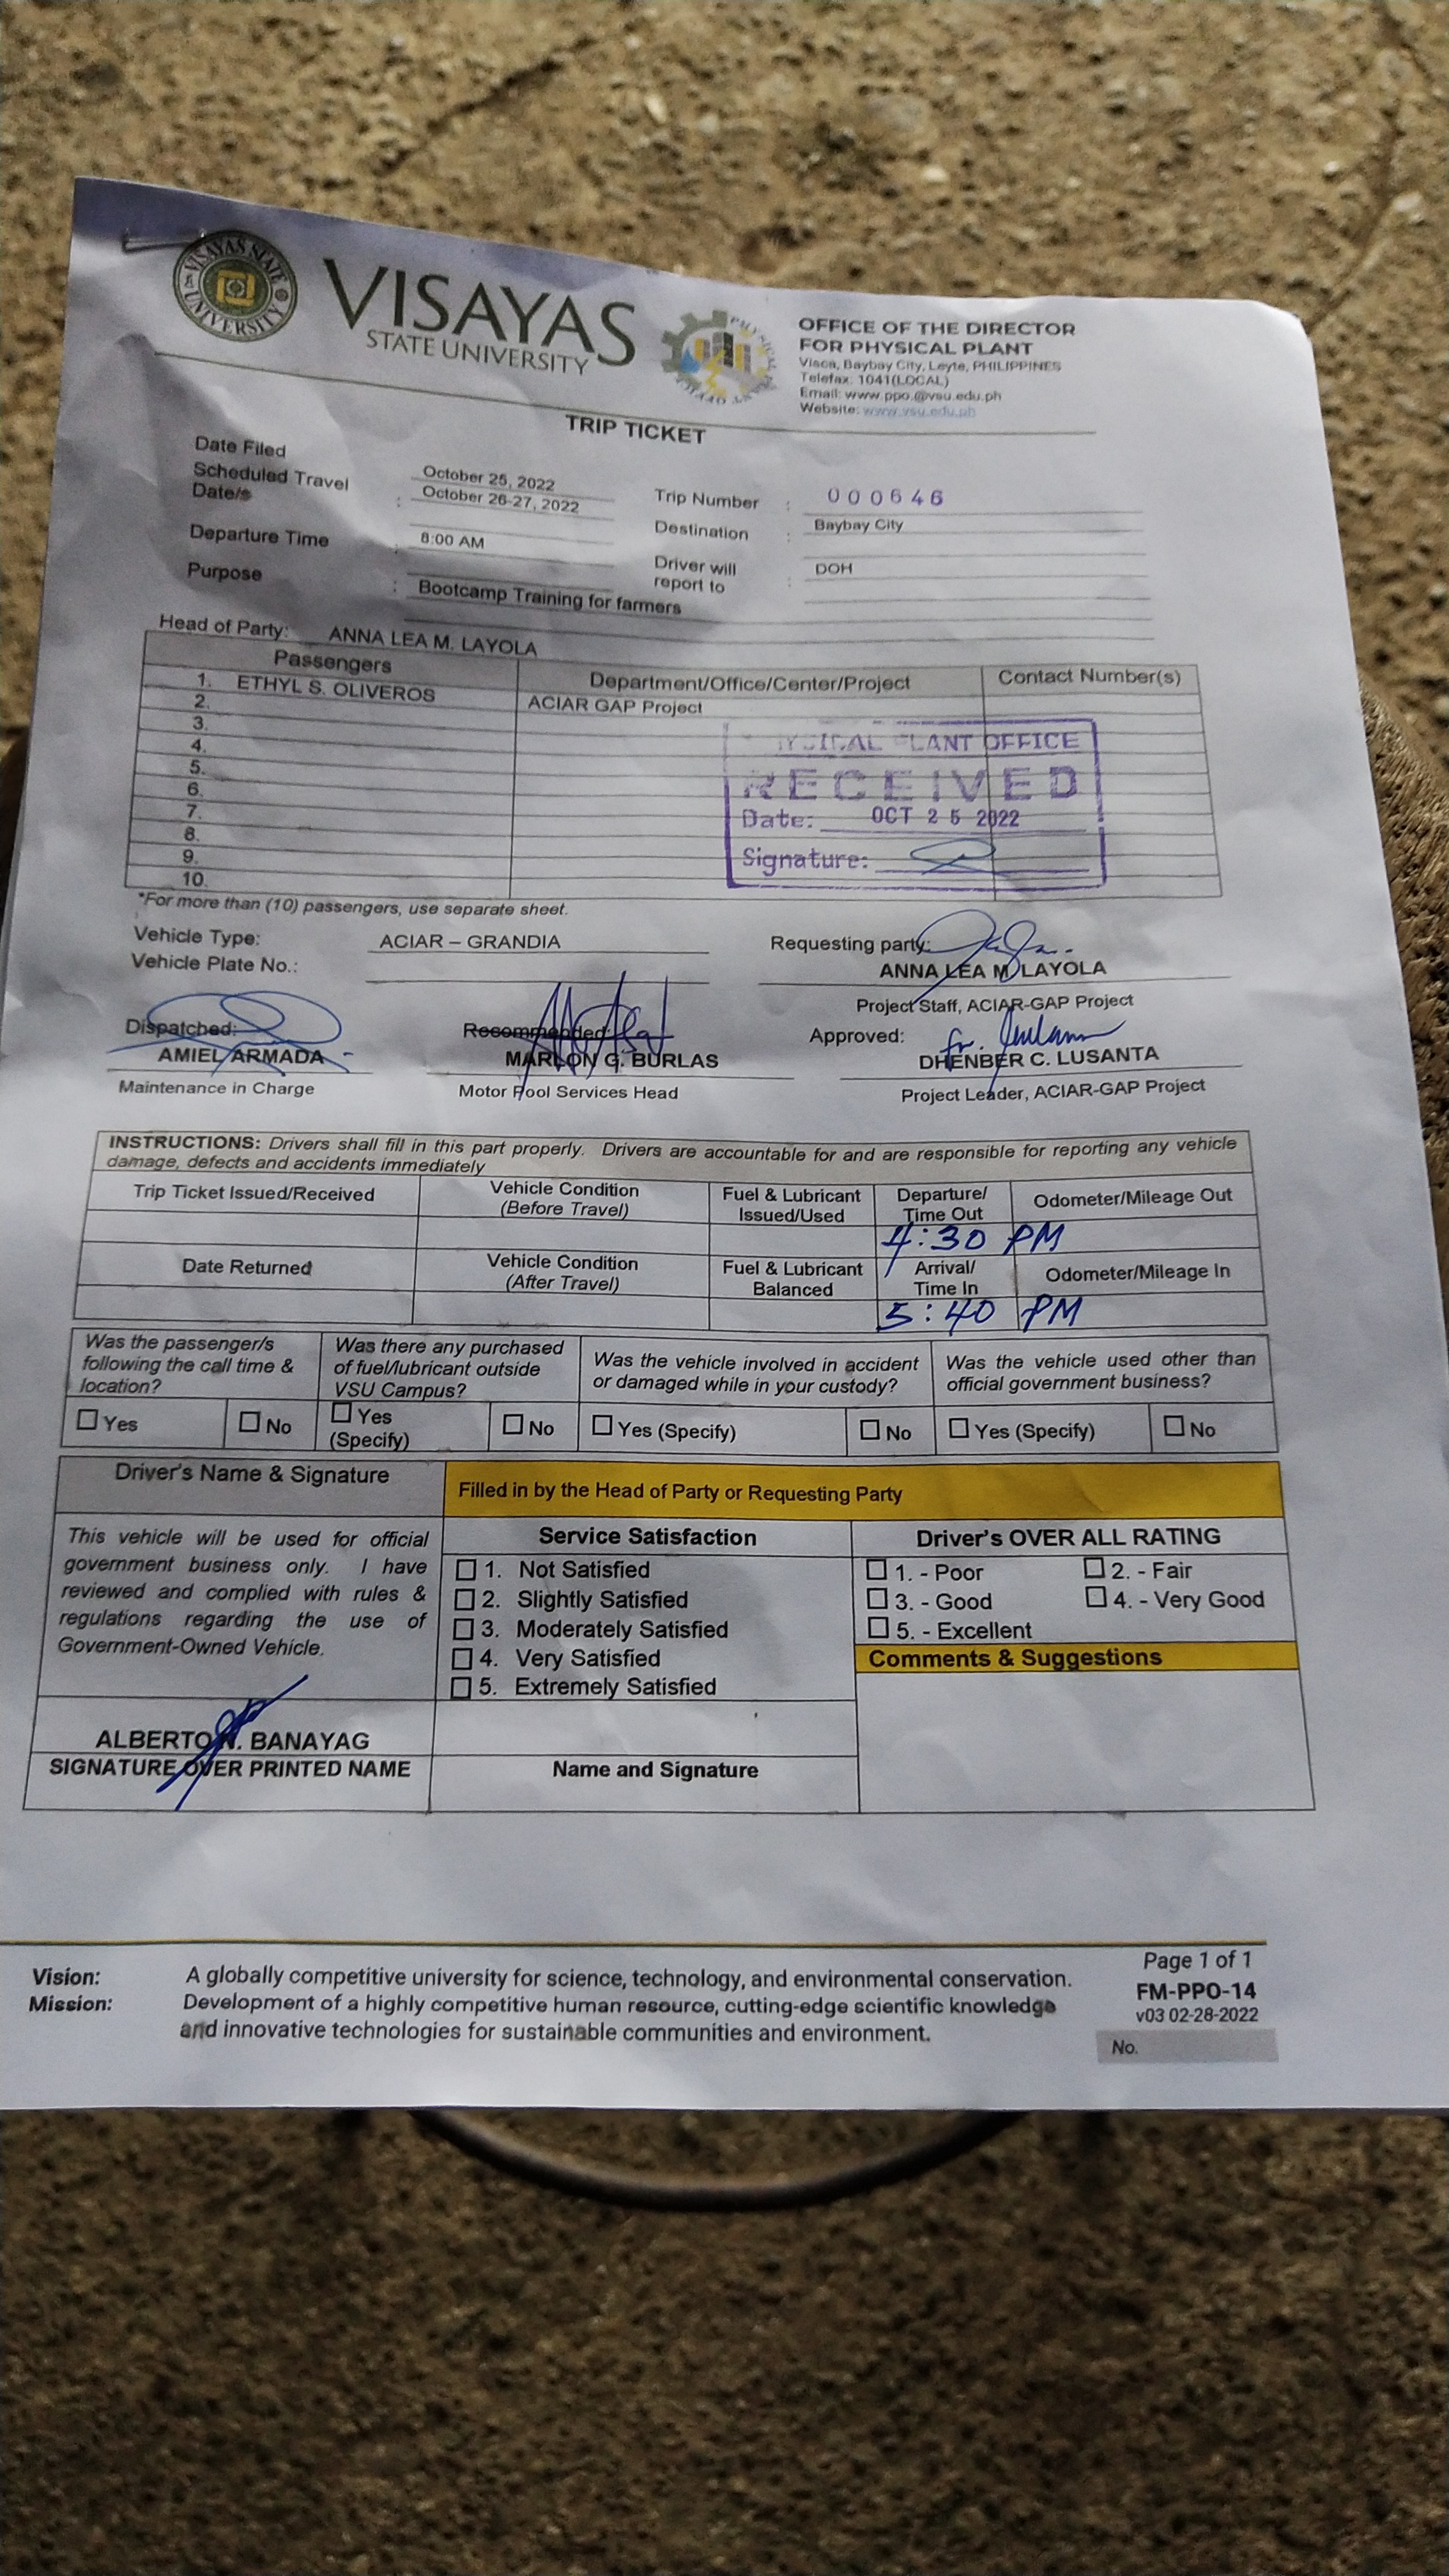 VISAYAS STATE UNIVERSITY
VISAYAS
STATE UNIVERSITY
OFFICE OF THE DIRECTOR
FOR PHYSICAL PLANT
Visca, Baybay City, Leyte, PHILIPPINES
Telefax: 1041(LOCAL)
Email: www.ppo.@vsu.edu.ph
Website: www.vsu.edu.ph
TRIP TICKET
Date Filed October 25, 2022
Scheduled Travel Date/s : October 26-27, 2022
Trip Number : 000646
Destination : Baybay City
Departure Time : 8:00 AM
Driver will report to : DOH
Purpose : Bootcamp Training for farmers
Head of Party: ANNA LEA M. LAYOLA
Passengers Department/Office/Center/Project Contact Number(s)
1. ETHYL S. OLIVEROS ACIAR GAP Project
2.
3.
4.
5.
6.
7.
8.
9.
10.
PLANT OFFICE
RECEIVED
Date: OCT 25 2022
Signature:
*For more than (10) passengers, use separate sheet.
Vehicle Type: ACIAR – GRANDIA
Vehicle Plate No.:
Requesting party:
ANNA LEA M. LAYOLA
Project Staff, ACIAR-GAP Project
Dispatched: Recommended: Approved:
AMIEL ARMADA MARLON G. BURLAS DHENBER C. LUSANTA
Maintenance in Charge Motor Pool Services Head Project Leader, ACIAR-GAP Project
INSTRUCTIONS: Drivers shall fill in this part properly. Drivers are accountable for and are responsible for reporting any vehicle
damage, defects and accidents immediately
Trip Ticket Issued/Received Vehicle Condition (Before Travel) Fuel & Lubricant Issued/Used Departure/ Time Out Odometer/Mileage Out
4:30 PM
Date Returned Vehicle Condition (After Travel) Fuel & Lubricant Balanced Arrival/ Time In Odometer/Mileage In
5:40 PM
Was the passenger/s following the call time & location?
Was there any purchased of fuel/lubricant outside VSU Campus?
Was the vehicle involved in accident or damaged while in your custody?
Was the vehicle used other than official government business?
Yes No Yes (Specify) No Yes (Specify) No Yes (Specify) No
Driver's Name & Signature
Filled in by the Head of Party or Requesting Party
This vehicle will be used for official
government business only. I have
reviewed and complied with rules &
regulations regarding the use of
Government-Owned Vehicle.
Service Satisfaction
1. Not Satisfied
2. Slightly Satisfied
3. Moderately Satisfied
4. Very Satisfied
5. Extremely Satisfied
Driver's OVER ALL RATING
1. - Poor 2. - Fair
3. - Good 4. - Very Good
5. - Excellent
Comments & Suggestions
ALBERTO N. BANAYAG
SIGNATURE OVER PRINTED NAME
Name and Signature
Vision: A globally competitive university for science, technology, and environmental conservation.
Mission: Development of a highly competitive human resource, cutting-edge scientific knowledge
and innovative technologies for sustainable communities and environment.
Page 1 of 1
FM-PPO-14
v03 02-28-2022
No.